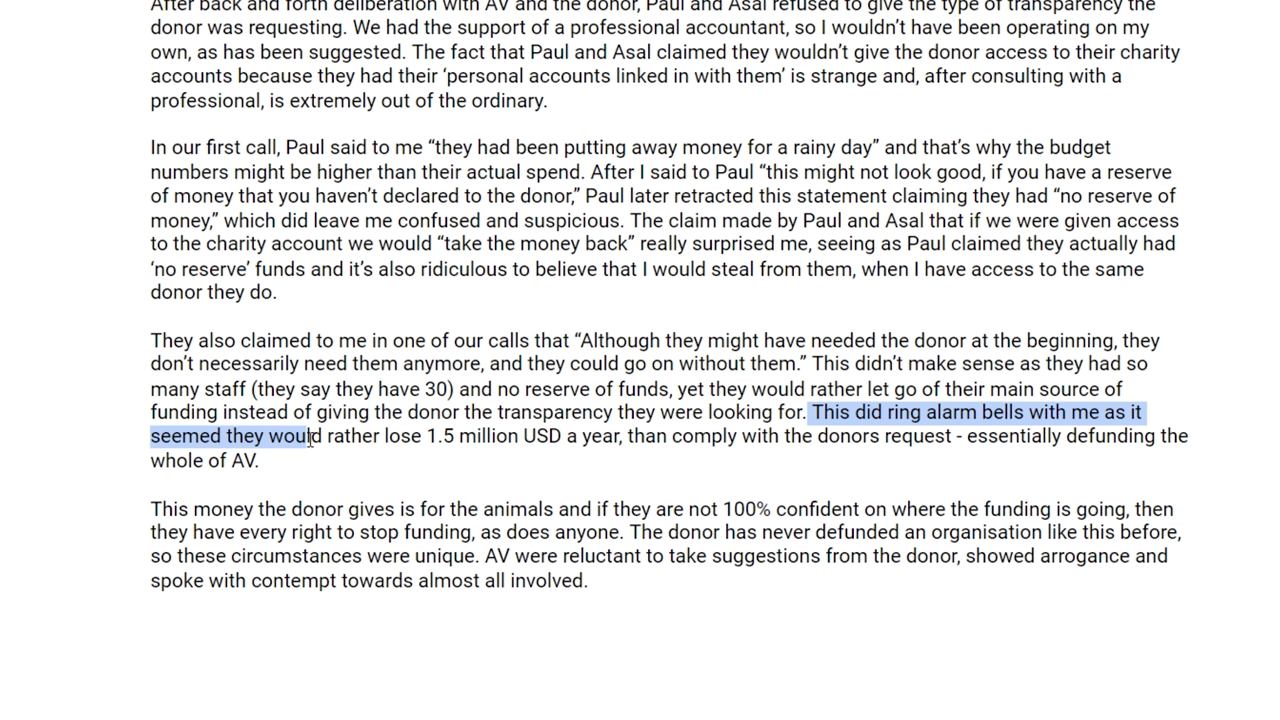 After back and forth deliberation with AV and the donor, Paul and Asal refused to give the type of transparency the
donor was requesting. We had the support of a professional accountant, so I wouldn’t have been operating on my
own, as has been suggested. The fact that Paul and Asal claimed they wouldn’t give the donor access to their charity
accounts because they had their ‘personal accounts linked in with them’ is strange and, after consulting with a
professional, is extremely out of the ordinary.
In our first call, Paul said to me “they had been putting away money for a rainy day” and that’s why the budget
numbers might be higher than their actual spend. After I said to Paul “this might not look good, if you have a reserve
of money that you haven’t declared to the donor,” Paul later retracted this statement claiming they had “no reserve of
money,” which did leave me confused and suspicious. The claim made by Paul and Asal that if we were given access
to the charity account we would “take the money back” really surprised me, seeing as Paul claimed they actually had
‘no reserve’ funds and it’s also ridiculous to believe that I would steal from them, when I have access to the same
donor they do.
They also claimed to me in one of our calls that “Although they might have needed the donor at the beginning, they
don’t necessarily need them anymore, and they could go on without them.” This didn’t make sense as they had so
many staff (they say they have 30) and no reserve of funds, yet they would rather let go of their main source of
funding instead of giving the donor the transparency they were looking for. This did ring alarm bells with me as it
seemed they would rather lose 1.5 million USD a year, than comply with the donors request - essentially defunding the
whole of AV.
This money the donor gives is for the animals and if they are not 100% confident on where the funding is going, then
they have every right to stop funding, as does anyone. The donor has never defunded an organisation like this before,
so these circumstances were unique. AV were reluctant to take suggestions from the donor, showed arrogance and
spoke with contempt towards almost all involved.